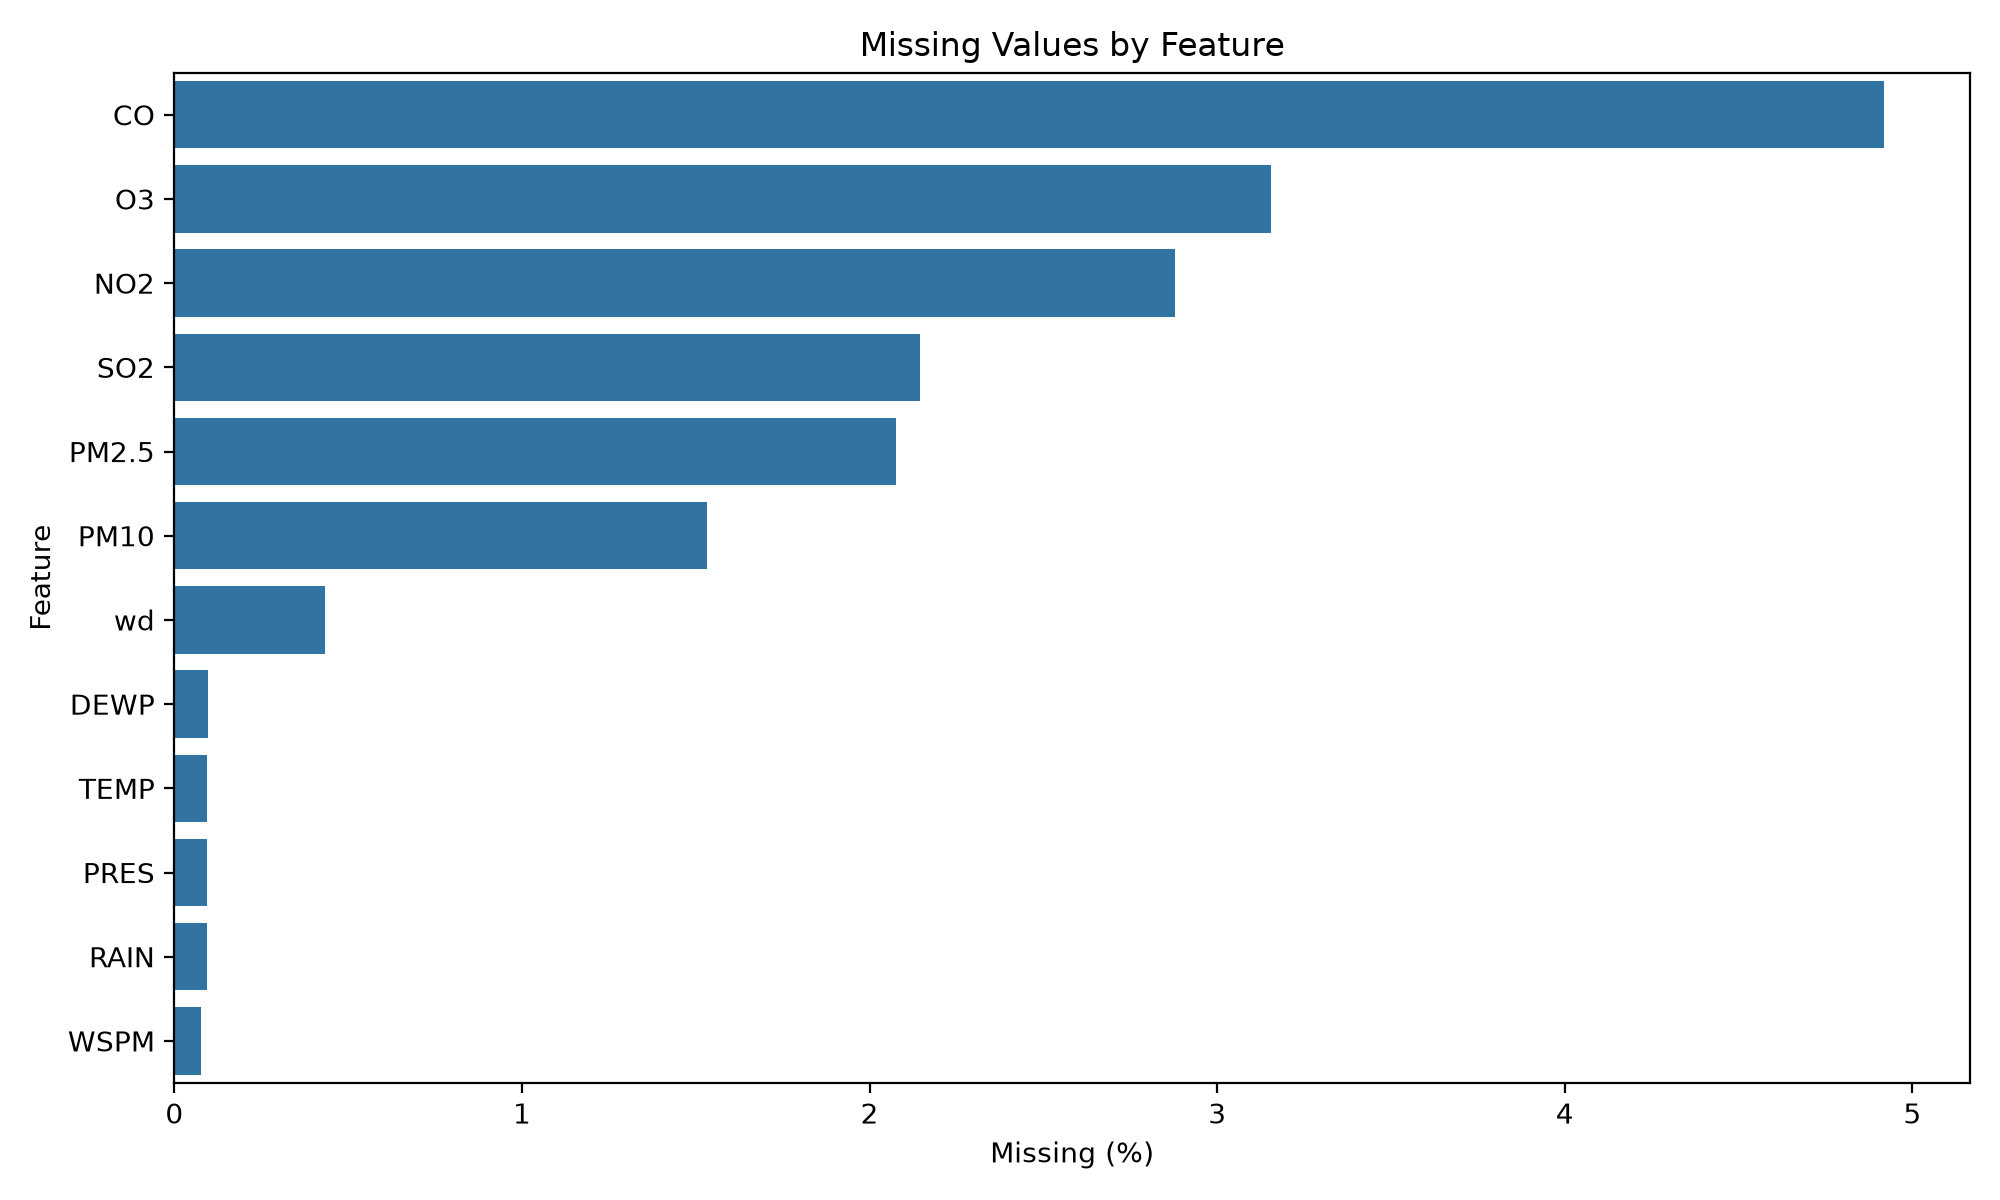 Missing Values by Feature
CO
O3
NO2
SO2
PM2.5
PM10
wd
DEWP
TEMP
PRES
RAIN
WSPM
Feature
0 1 2 3 4 5
Missing (%)